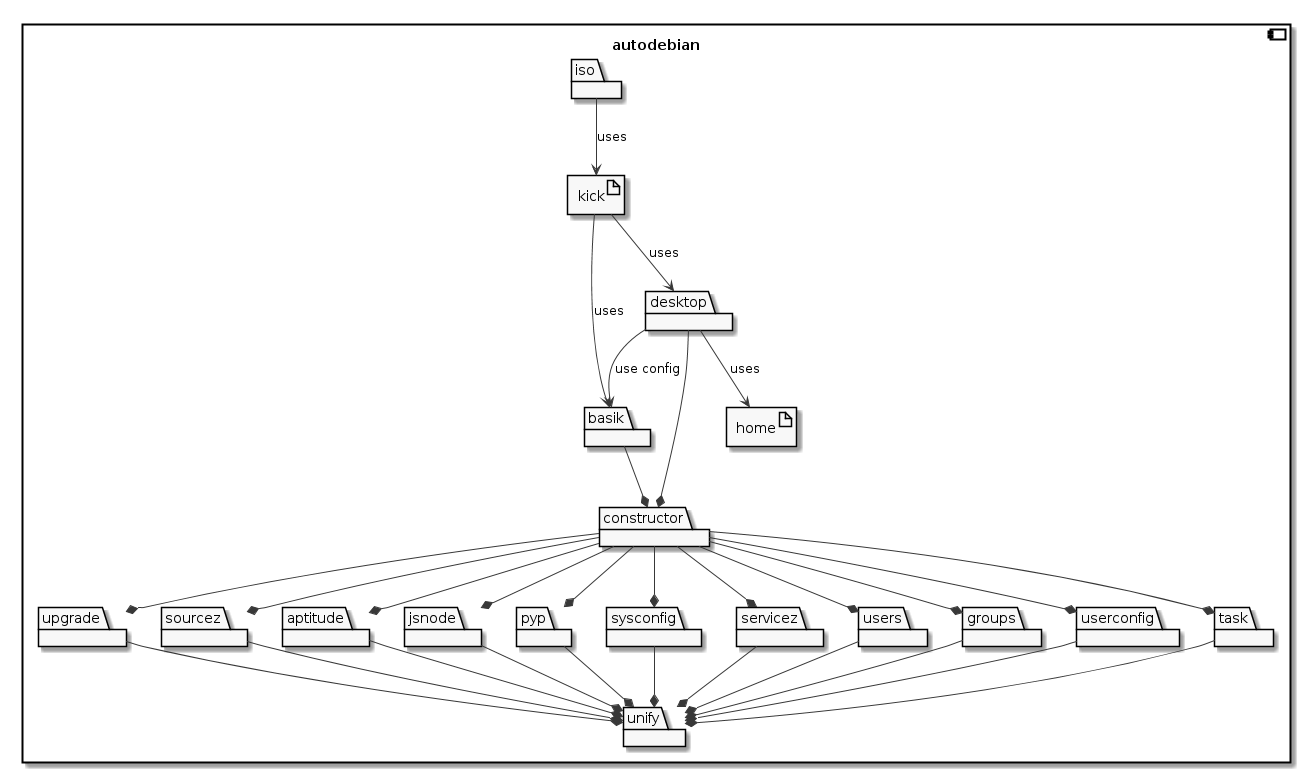 autodebian
iso
uses
kick
uses
desktop
uses
use config
uses
basik
home
constructor
upgrade
sourcez
aptitude
jsnode
pyp
sysconfig
servicez
users
groups
userconfig
task
unify